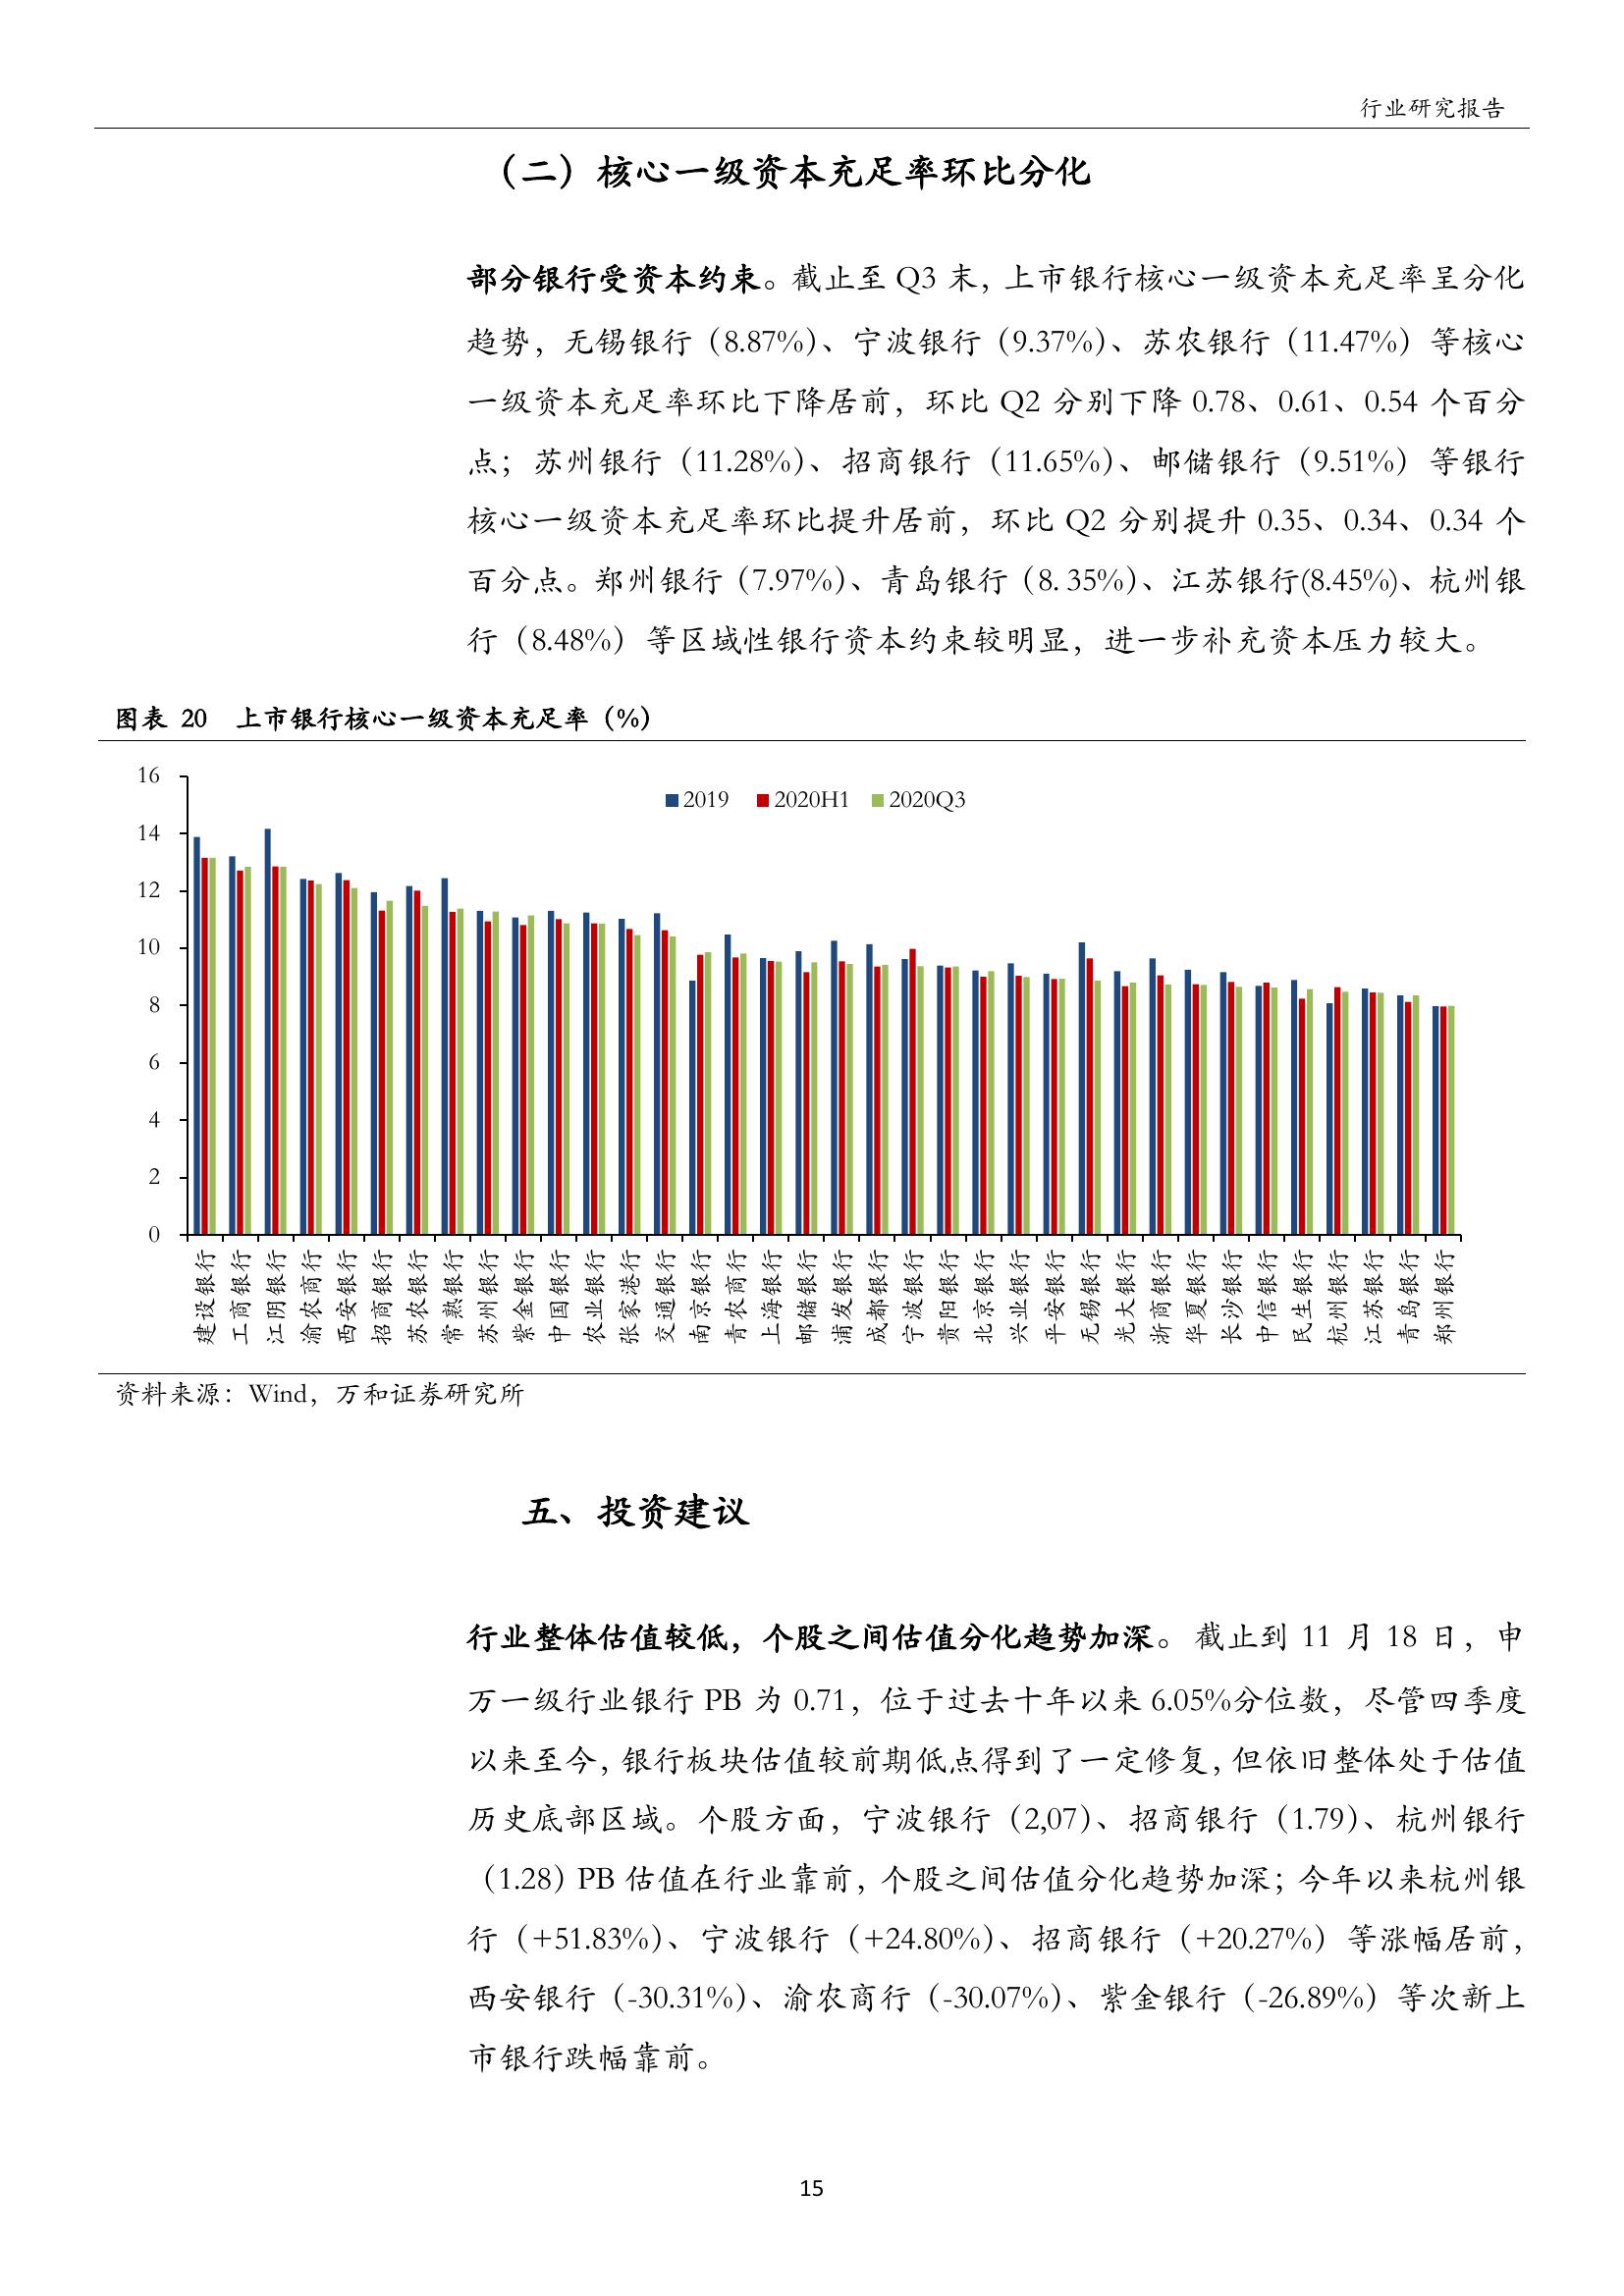 行业研究报告
（二）核心一级资本充足率环比分化
部分银行受资本约束。截止至 Q3 末，上市银行核心一级资本充足率呈分化
趋势，无锡银行（8.87%）、宁波银行（9.37%）、苏农银行（11.47%）等核心
一级资本充足率环比下降居前，环比 Q2 分别下降 0.78、0.61、0.54 个百分
点；苏州银行（11.28%）、招商银行（11.65%）、邮储银行（9.51%）等银行
核心一级资本充足率环比提升居前，环比 Q2 分别提升 0.35、0.34、0.34 个
百分点。郑州银行（7.97%）、青岛银行（8.35%）、江苏银行(8.45%)、杭州银
行（8.48%）等区域性银行资本约束较明显，进一步补充资本压力较大。
图表 20 上市银行核心一级资本充足率（%）
2019 2020H1 2020Q3
16
14
12
10
8
6
4
2
0
建设银行
工商银行
江阴银行
渝农商行
西安银行
招商银行
苏农银行
常熟银行
苏州银行
紫金银行
中国银行
农业银行
张家港行
交通银行
南京银行
青农商行
上海银行
邮储银行
浦发银行
成都银行
宁波银行
贵阳银行
北京银行
兴业银行
平安银行
无锡银行
光大银行
浙商银行
华夏银行
长沙银行
中信银行
民生银行
杭州银行
江苏银行
青岛银行
郑州银行
资料来源：Wind，万和证券研究所
五、投资建议
行业整体估值较低，个股之间估值分化趋势加深。截止到 11 月 18 日，申
万一级行业银行 PB 为 0.71，位于过去十年以来 6.05%分位数，尽管四季度
以来至今，银行板块估值较前期低点得到了一定修复，但依旧整体处于估值
历史底部区域。个股方面，宁波银行（2,07）、招商银行（1.79）、杭州银行
（1.28）PB 估值在行业靠前，个股之间估值分化趋势加深；今年以来杭州银
行（+51.83%）、宁波银行（+24.80%）、招商银行（+20.27%）等涨幅居前，
西安银行（-30.31%）、渝农商行（-30.07%）、紫金银行（-26.89%）等次新上
市银行跌幅靠前。
15